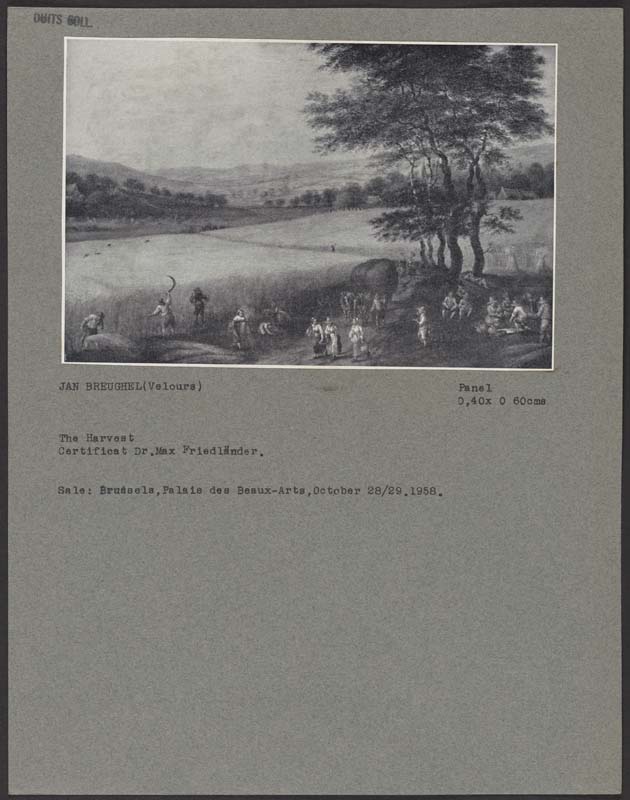 DUITS COLL.
JAN BREUGHEL(Velours)
Panel
0,40x 0 60cms
The Harvest
Certificat Dr.Max Friedländer.
Sale: Brussels,Palais des Beaux-Arts,October 28/29.1958.